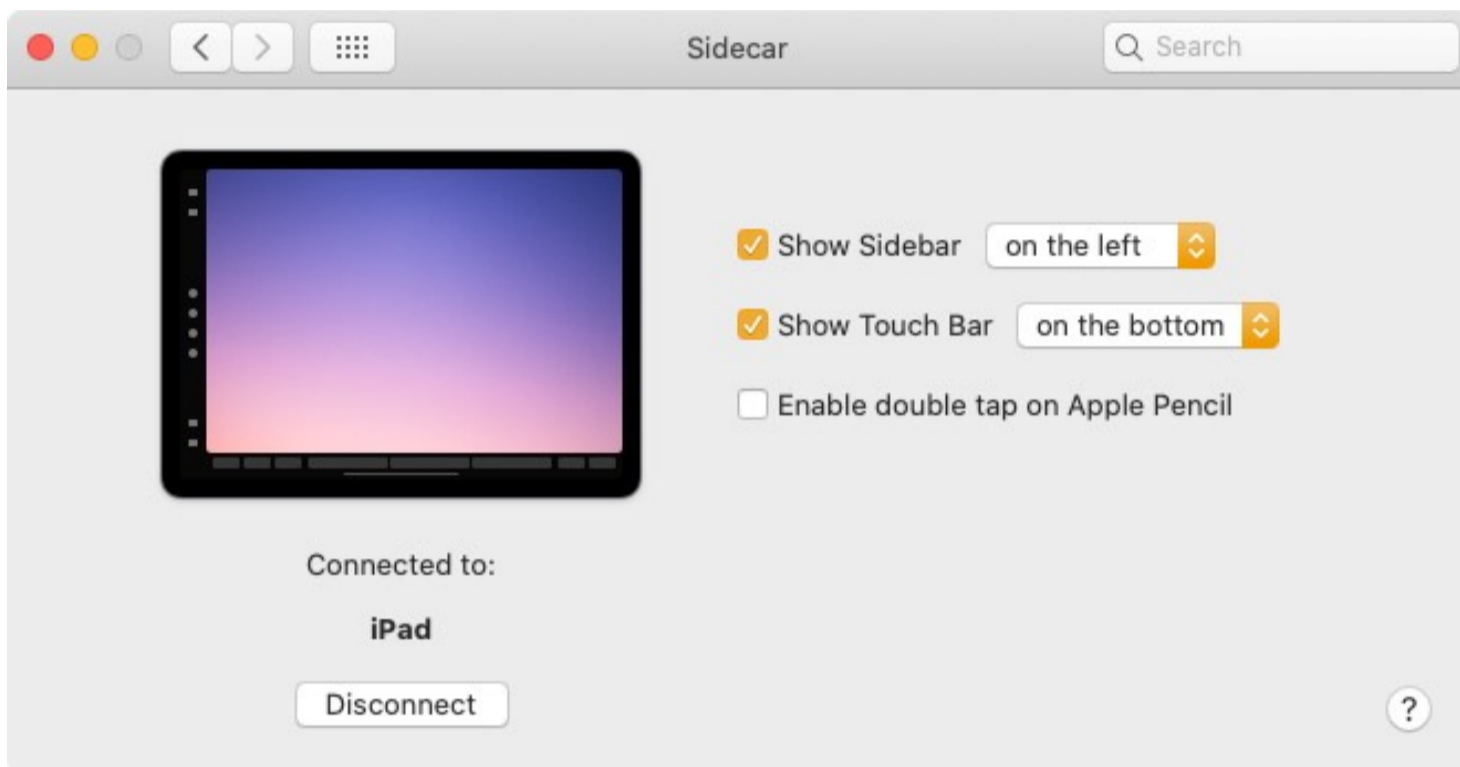 Sidecar
Search
Show Sidebar on the left
Show Touch Bar on the bottom
Enable double tap on Apple Pencil
Connected to:
iPad
Disconnect
?